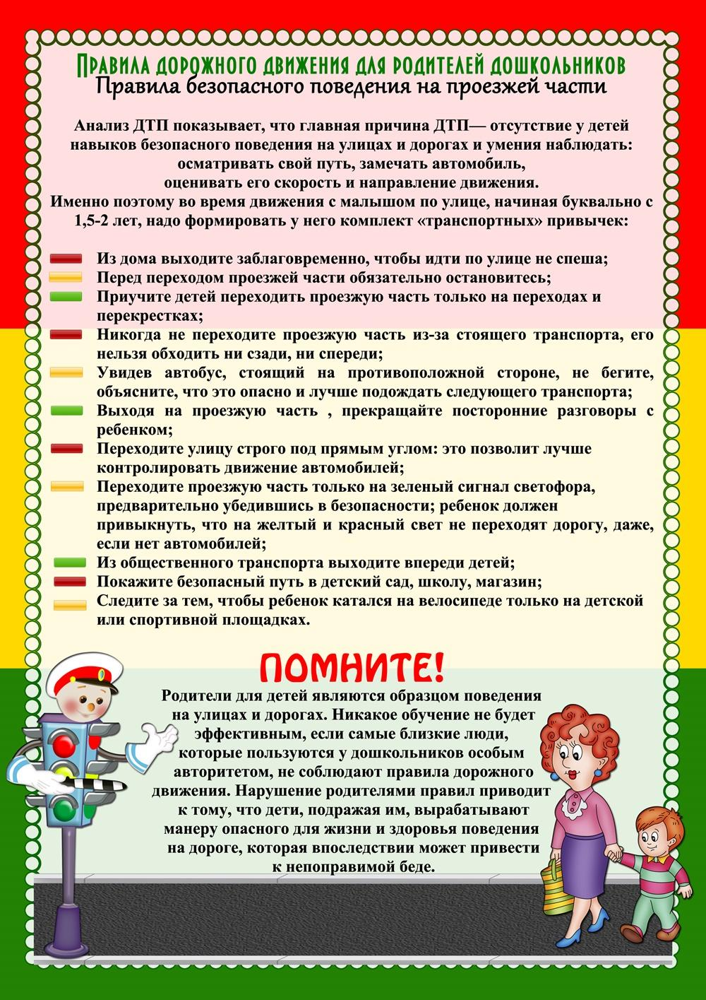 Правила дорожного движения для родителей дошкольников
Правила безопасного поведения на проезжей части
Анализ ДТП показывает, что главная причина ДТП— отсутствие у детей
навыков безопасного поведения на улицах и дорогах и умения наблюдать:
осматривать свой путь, замечать автомобиль,
оценивать его скорость и направление движения.
Именно поэтому во время движения с малышом по улице, начиная буквально с
1,5-2 лет, надо формировать у него комплект «транспортных» привычек:
Из дома выходите заблаговременно, чтобы идти по улице не спеша;
Перед переходом проезжей части обязательно остановитесь;
Приучите детей переходить проезжую часть только на переходах и
перекрестках;
Никогда не переходите проезжую часть из-за стоящего транспорта, его
нельзя обходить ни сзади, ни спереди;
Увидев автобус, стоящий на противоположной стороне, не бегите,
объясните, что это опасно и лучше подождать следующего транспорта;
Выходя на проезжую часть , прекращайте посторонние разговоры с
ребенком;
Переходите улицу строго под прямым углом: это позволит лучше
контролировать движение автомобилей;
Переходите проезжую часть только на зеленый сигнал светофора,
предварительно убедившись в безопасности; ребенок должен
привыкнуть, что на желтый и красный свет не переходят дорогу, даже,
если нет автомобилей;
Из общественного транспорта выходите впереди детей;
Покажите безопасный путь в детский сад, школу, магазин;
Следите за тем, чтобы ребенок катался на велосипеде только на детской
или спортивной площадках.
ПОМНИТЕ!
Родители для детей являются образцом поведения
на улицах и дорогах. Никакое обучение не будет
эффективным, если самые близкие люди,
которые пользуются у дошкольников особым
авторитетом, не соблюдают правила дорожного
движения. Нарушение родителями правил приводит
к тому, что дети, подражая им, вырабатывают
манеру опасного для жизни и здоровья поведения
на дороге, которая впоследствии может привести
к непоправимой беде.